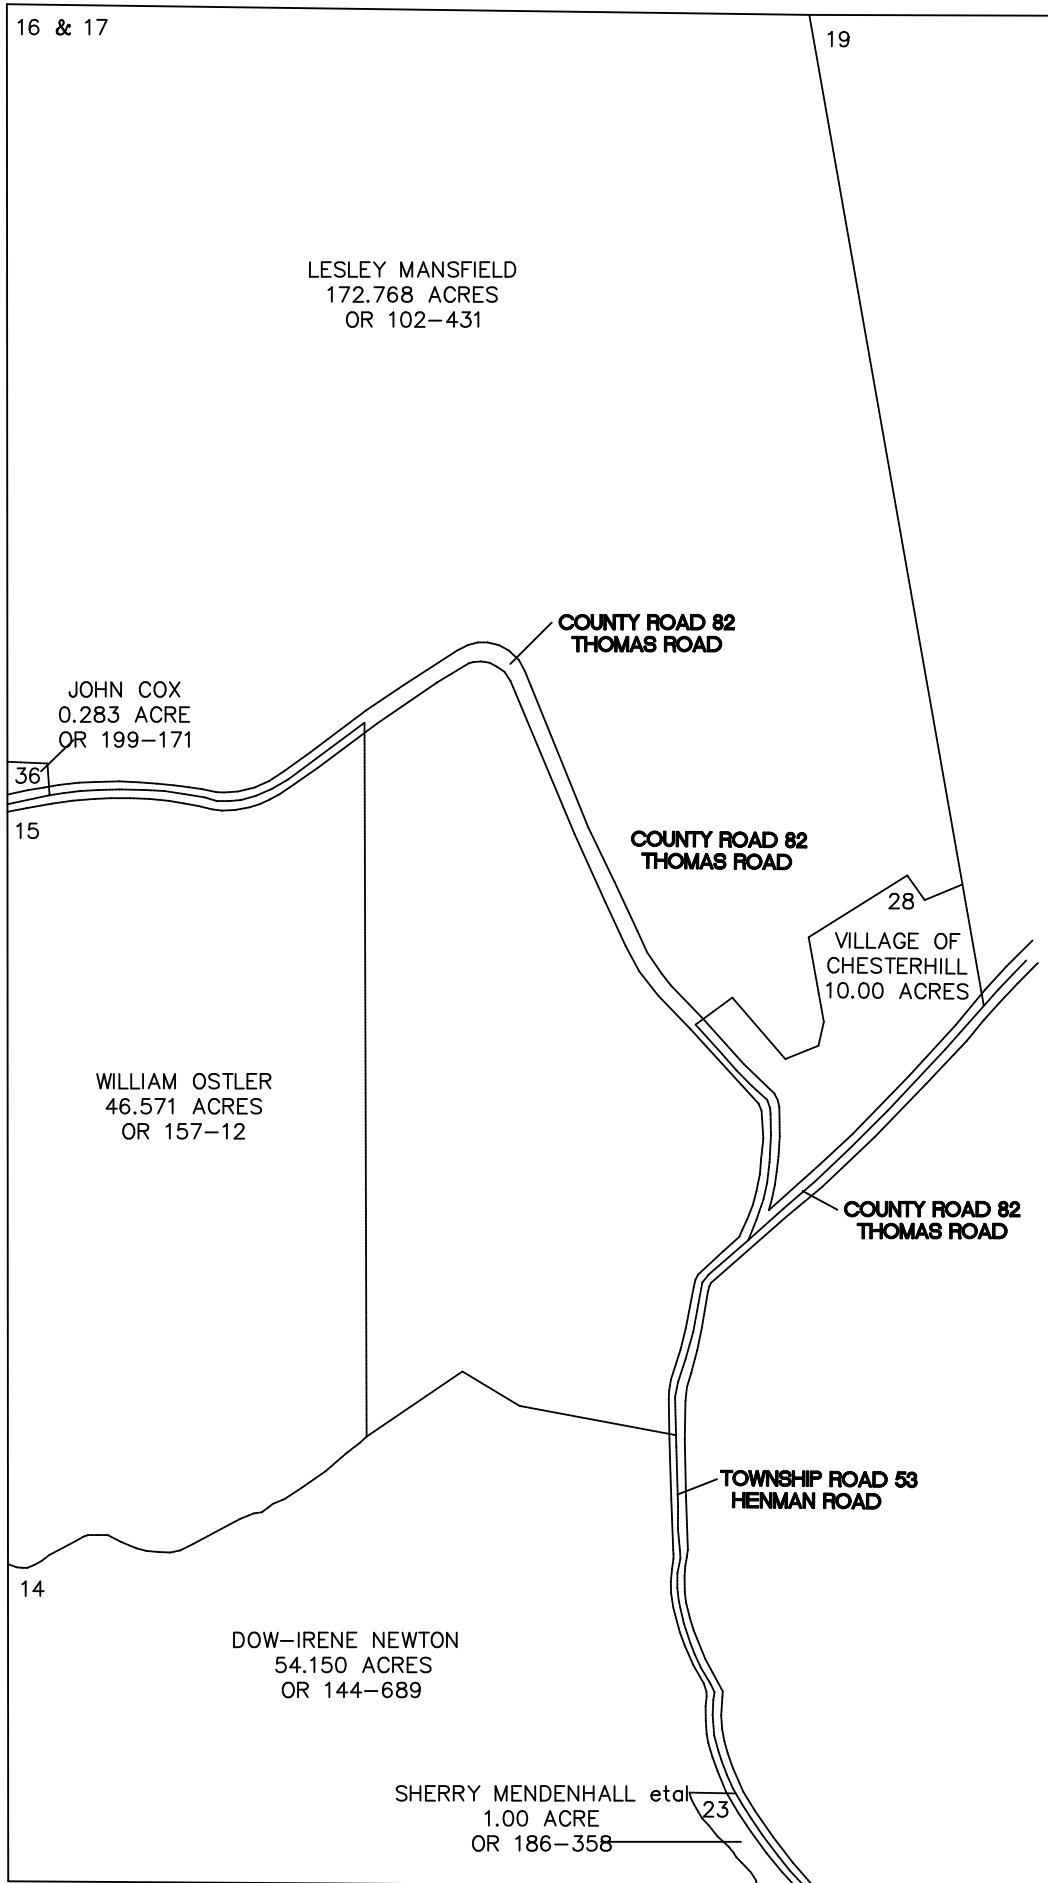 16 & 17
19
LESLEY MANSFIELD
172.768 ACRES
OR 102-431
COUNTY ROAD 82
THOMAS ROAD
JOHN COX
0.283 ACRE
OR 199-171
36
15
COUNTY ROAD 82
THOMAS ROAD
28
VILLAGE OF
CHESTERHILL
10.00 ACRES
WILLIAM OSTLER
46.571 ACRES
OR 157-12
COUNTY ROAD 82
THOMAS ROAD
TOWNSHIP ROAD 53
HENMAN ROAD
14
DOW-IRENE NEWTON
54.150 ACRES
OR 144-689
SHERRY MENDENHALL etal
1.00 ACRE
OR 186-358
23